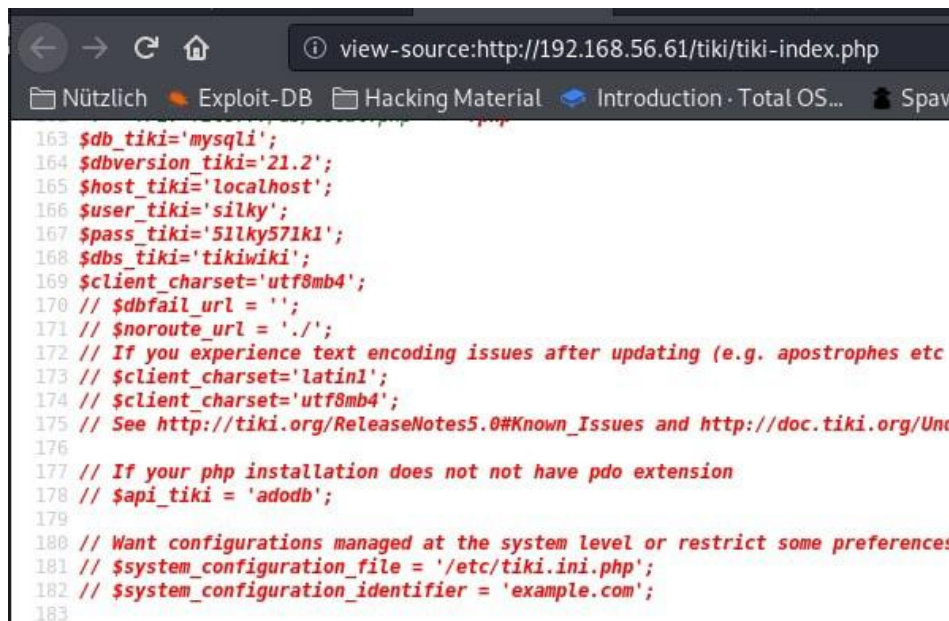 view-source:http://192.168.56.61/tiki/tiki-index.php
Nützlich Exploit-DB Hacking Material Introduction · Total OS... Spaw
163 $db_tiki='mysqli';
164 $dbversion_tiki='21.2';
165 $host_tiki='localhost';
166 $user_tiki='silky';
167 $pass_tiki='51lky571k1';
168 $dbs_tiki='tikiwiki';
169 $client_charset='utf8mb4';
170 // $dbfail_url = '';
171 // $noroute_url = './';
172 // If you experience text encoding issues after updating (e.g. apostrophes etc
173 // $client_charset='latin1';
174 // $client_charset='utf8mb4';
175 // See http://tiki.org/ReleaseNotes5.0#Known_Issues and http://doc.tiki.org/Und
176
177 // If your php installation does not not have pdo extension
178 // $api_tiki = 'adodb';
179
180 // Want configurations managed at the system level or restrict some preferences
181 // $system_configuration_file = '/etc/tiki.ini.php';
182 // $system_configuration_identifier = 'example.com';
183